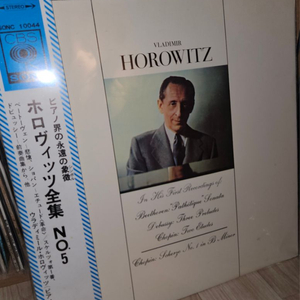 STEREO
SONC 10044
CBS
ピアノ界の永遠の象徴
ホロヴィッツ全集 NO.5
VLADIMIR
HOROWITZ
In His First Recordings of
Beethoven: "Pathétique" Sonata
Debussy: Three Preludes
Chopin: Two Etudes
Chopin: Scherzo No. 1 in B Minor